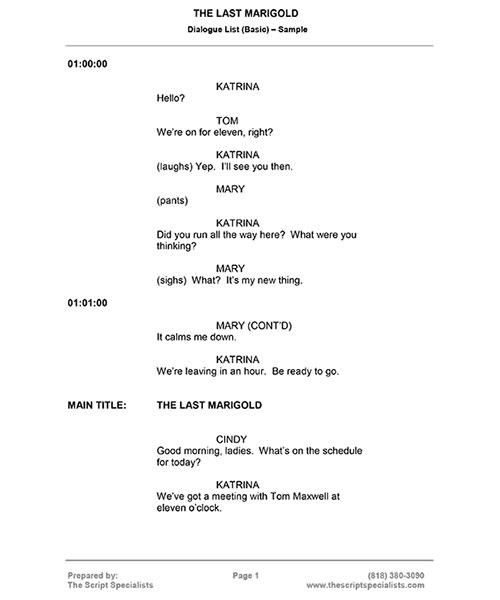 THE LAST MARIGOLD
Dialogue List (Basic) – Sample
01:00:00
KATRINA
Hello?
TOM
We're on for eleven, right?
KATRINA
(laughs) Yep. I'll see you then.
MARY
(pants)
KATRINA
Did you run all the way here? What were you
thinking?
MARY
(sighs) What? It's my new thing.
01:01:00
MARY (CONT'D)
It calms me down.
KATRINA
We're leaving in an hour. Be ready to go.
MAIN TITLE: THE LAST MARIGOLD
CINDY
Good morning, ladies. What's on the schedule
for today?
KATRINA
We've got a meeting with Tom Maxwell at
eleven o'clock.
Prepared by: Page 1 (818) 380-3090
The Script Specialists www.thescriptspecialists.com